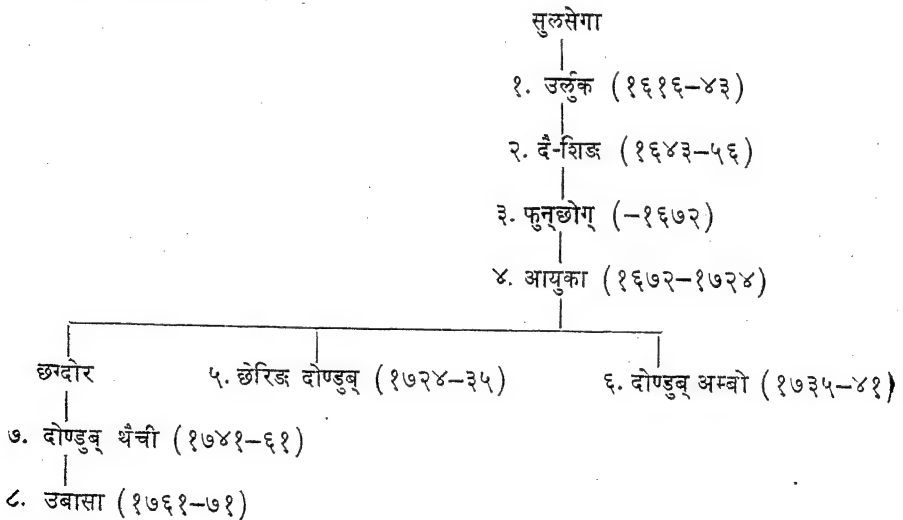 सुलसेगा
१. उर्लुक (१६१६–४३)
२. दै-शिङ (१६४३–५६)
३. फुन्‌छोग् (–१६७२)
४. आयुका (१६७२–१७२४)
छग्दोर ५. छेरिङ दोण्डुब् (१७२४–३५) ६. दोण्डुब् अम्बो (१७३५–४१)
७. दोण्डुब् थैची (१७४१–६१)
८. उबासा (१७६१–७१)